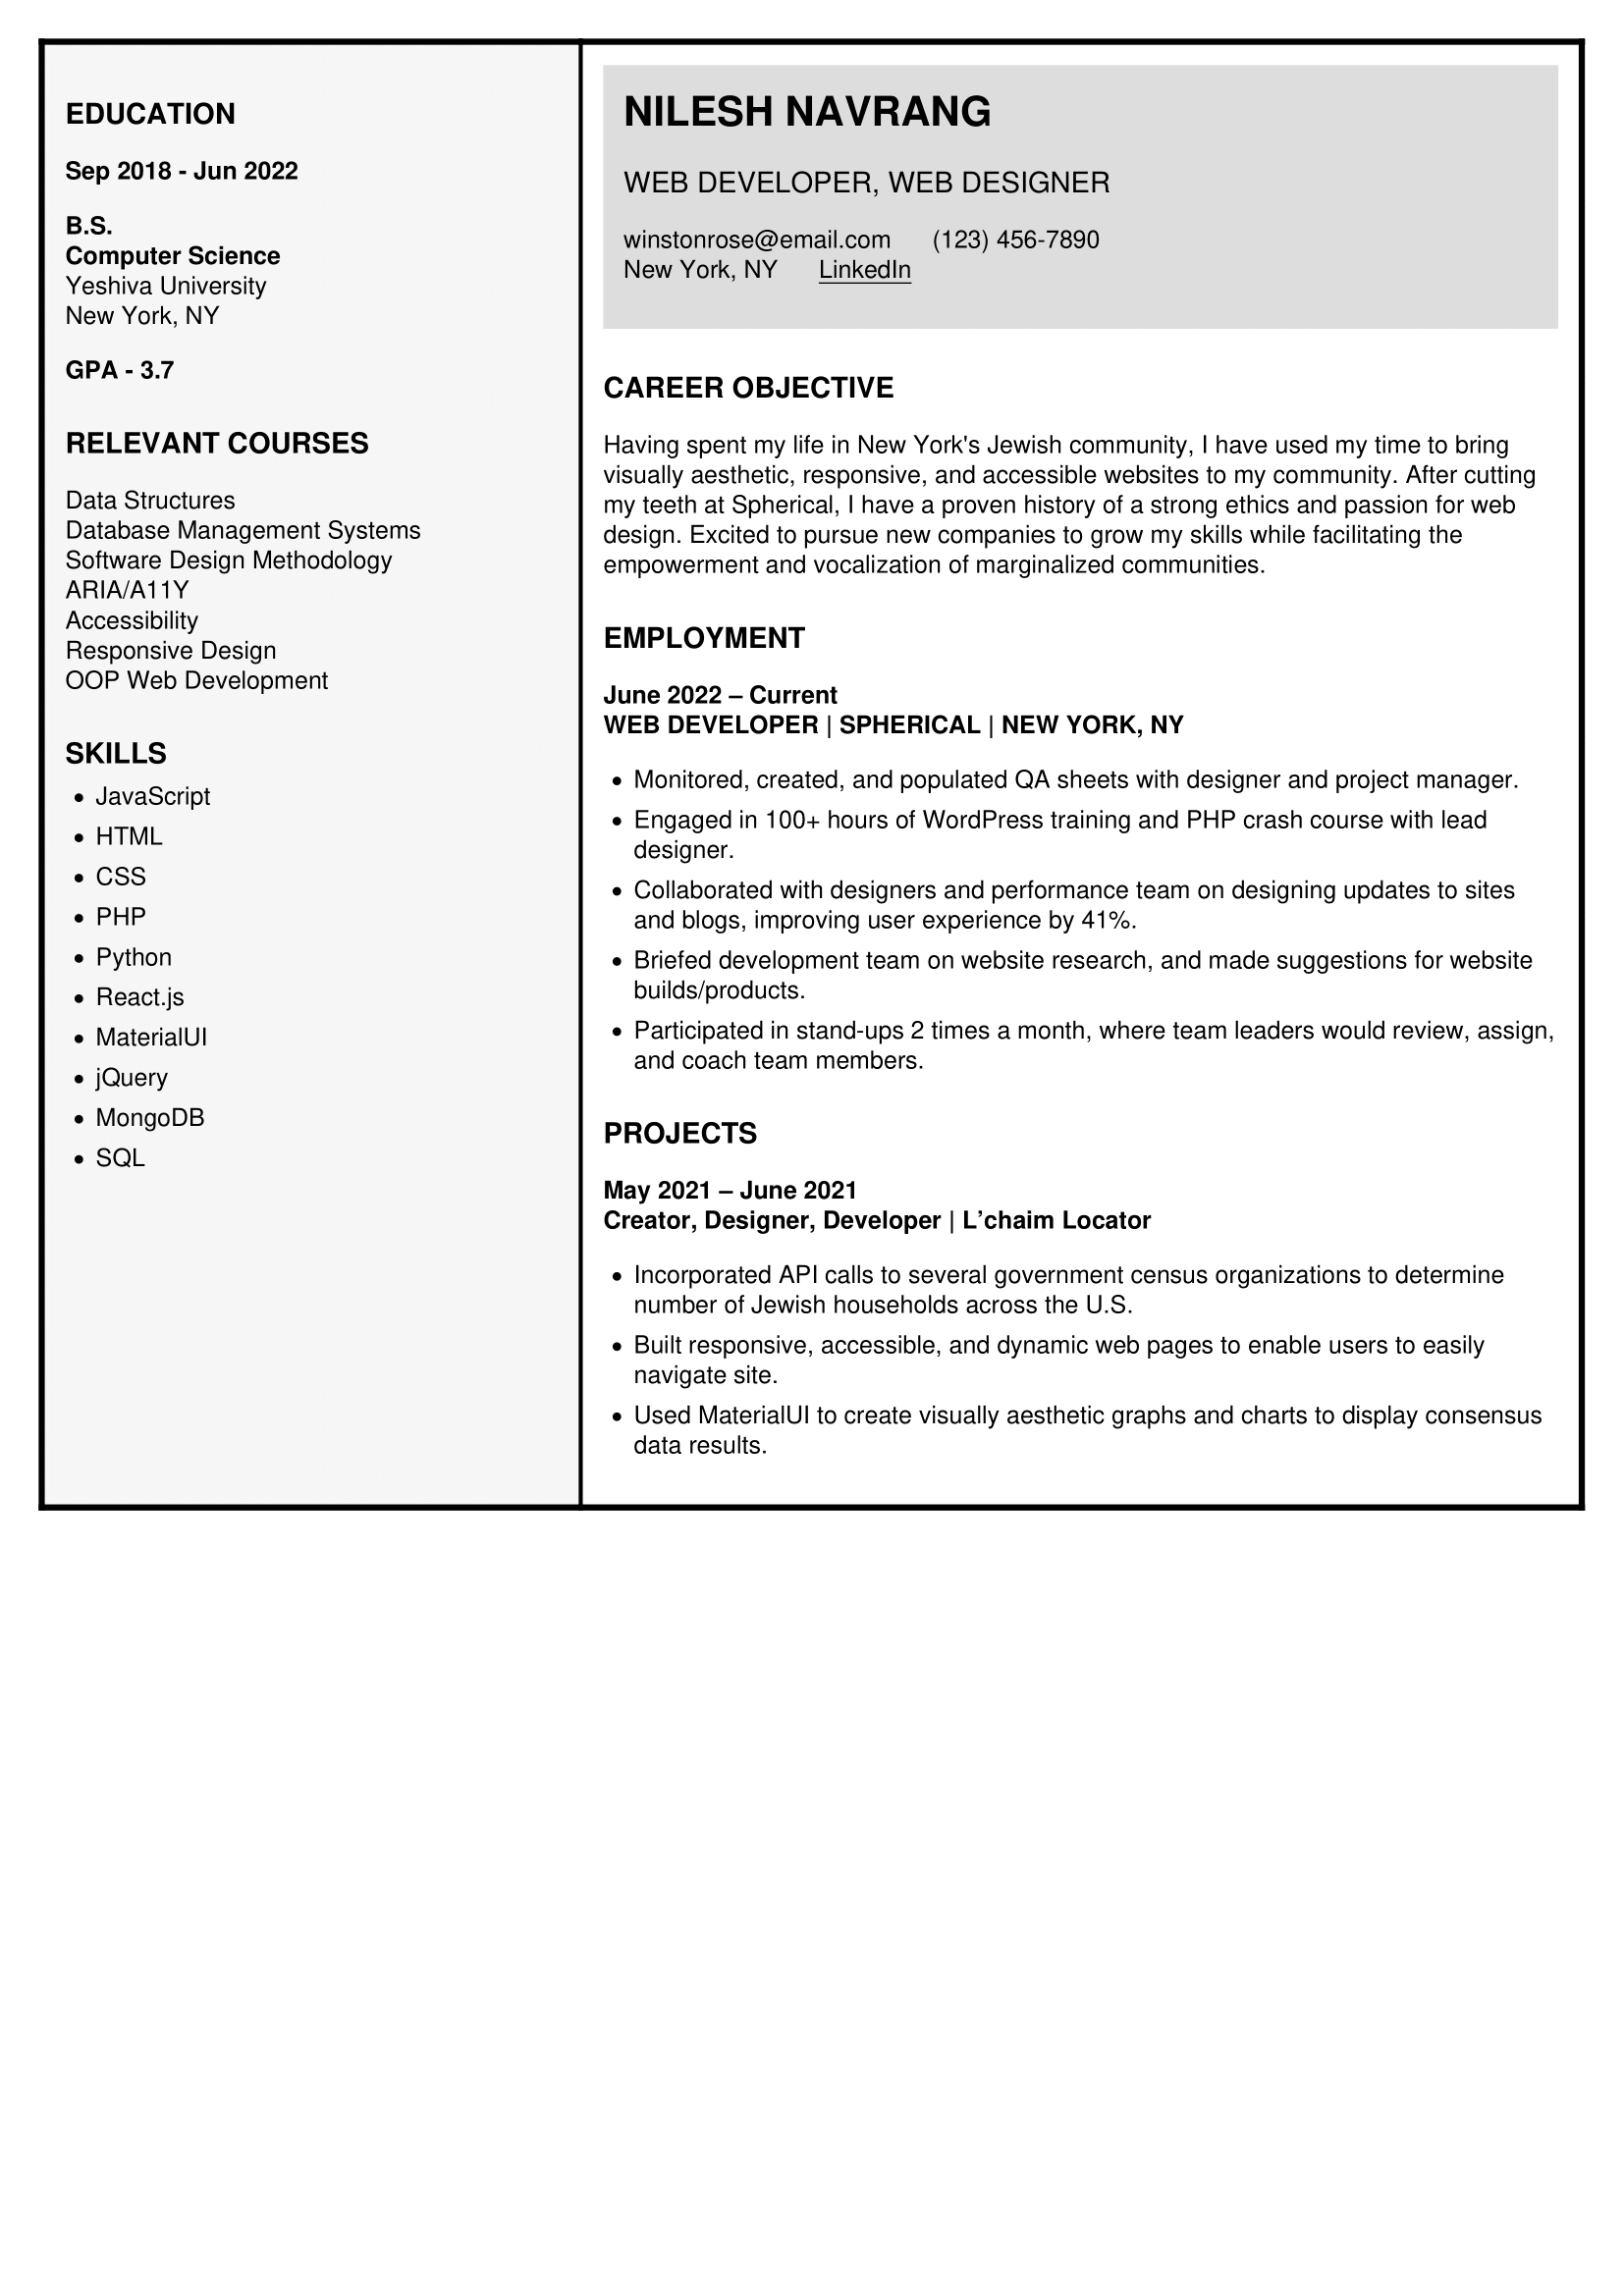 EDUCATION
Sep 2018 - Jun 2022
B.S.
Computer Science
Yeshiva University
New York, NY
GPA - 3.7
RELEVANT COURSES
Data Structures
Database Management Systems
Software Design Methodology
ARIA/A11Y
Accessibility
Responsive Design
OOP Web Development
SKILLS
• JavaScript
• HTML
• CSS
• PHP
• Python
• React.js
• MaterialUI
• jQuery
• MongoDB
• SQL
NILESH NAVRANG
WEB DEVELOPER, WEB DESIGNER
winstonrose@email.com (123) 456-7890
New York, NY LinkedIn
CAREER OBJECTIVE
Having spent my life in New York's Jewish community, I have used my time to bring
visually aesthetic, responsive, and accessible websites to my community. After cutting
my teeth at Spherical, I have a proven history of a strong ethics and passion for web
design. Excited to pursue new companies to grow my skills while facilitating the
empowerment and vocalization of marginalized communities.
EMPLOYMENT
June 2022 – Current
WEB DEVELOPER | SPHERICAL | NEW YORK, NY
• Monitored, created, and populated QA sheets with designer and project manager.
• Engaged in 100+ hours of WordPress training and PHP crash course with lead
designer.
• Collaborated with designers and performance team on designing updates to sites
and blogs, improving user experience by 41%.
• Briefed development team on website research, and made suggestions for website
builds/products.
• Participated in stand-ups 2 times a month, where team leaders would review, assign,
and coach team members.
PROJECTS
May 2021 – June 2021
Creator, Designer, Developer | L’chaim Locator
• Incorporated API calls to several government census organizations to determine
number of Jewish households across the U.S.
• Built responsive, accessible, and dynamic web pages to enable users to easily
navigate site.
• Used MaterialUI to create visually aesthetic graphs and charts to display consensus
data results.